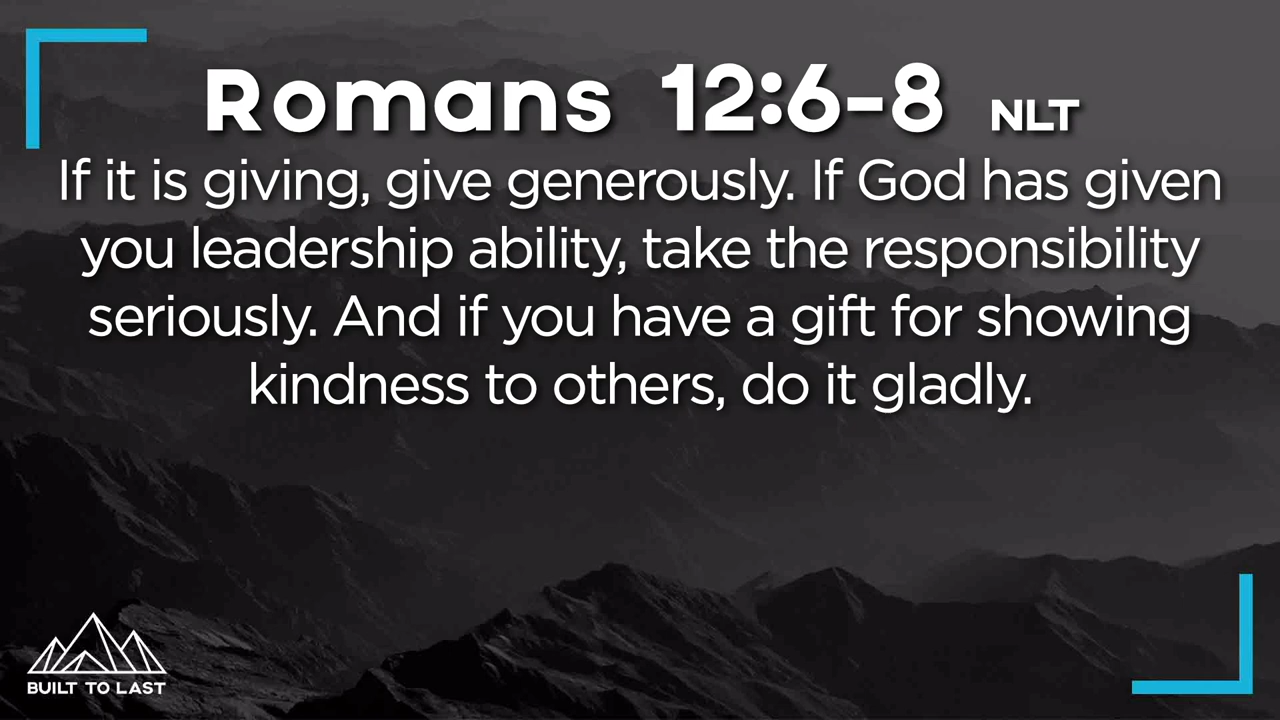 Romans 12:6-8 NLT
If it is giving, give generously. If God has given
you leadership ability, take the responsibility
seriously. And if you have a gift for showing
kindness to others, do it gladly.
BUILT TO LAST